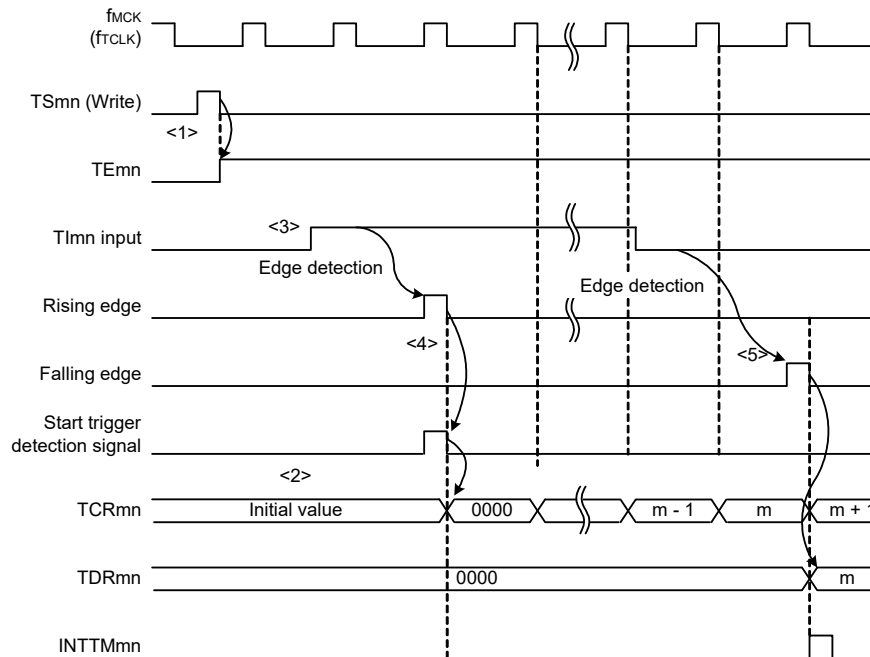 fMCK
(fTCLK)
TSmn (Write)
<1>
TEmn
TImn input
<3>
Edge detection
Edge detection
Rising edge
<4>
<5>
Falling edge
Start trigger
detection signal
<2>
TCRmn
Initial value
0000
m - 1
m
m + 1
TDRmn
0000
m
INTTMmn